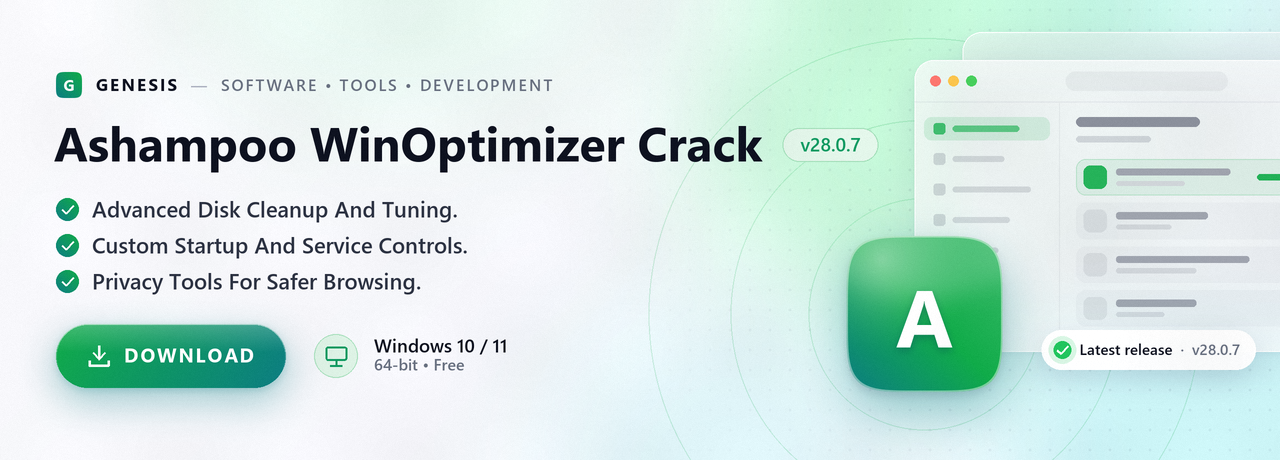 G GENESIS — SOFTWARE • TOOLS • DEVELOPMENT
Ashampoo WinOptimizer Crack v28.0.7
Advanced Disk Cleanup And Tuning.
Custom Startup And Service Controls.
Privacy Tools For Safer Browsing.
DOWNLOAD
Windows 10 / 11
64-bit • Free
A
Latest release · v28.0.7